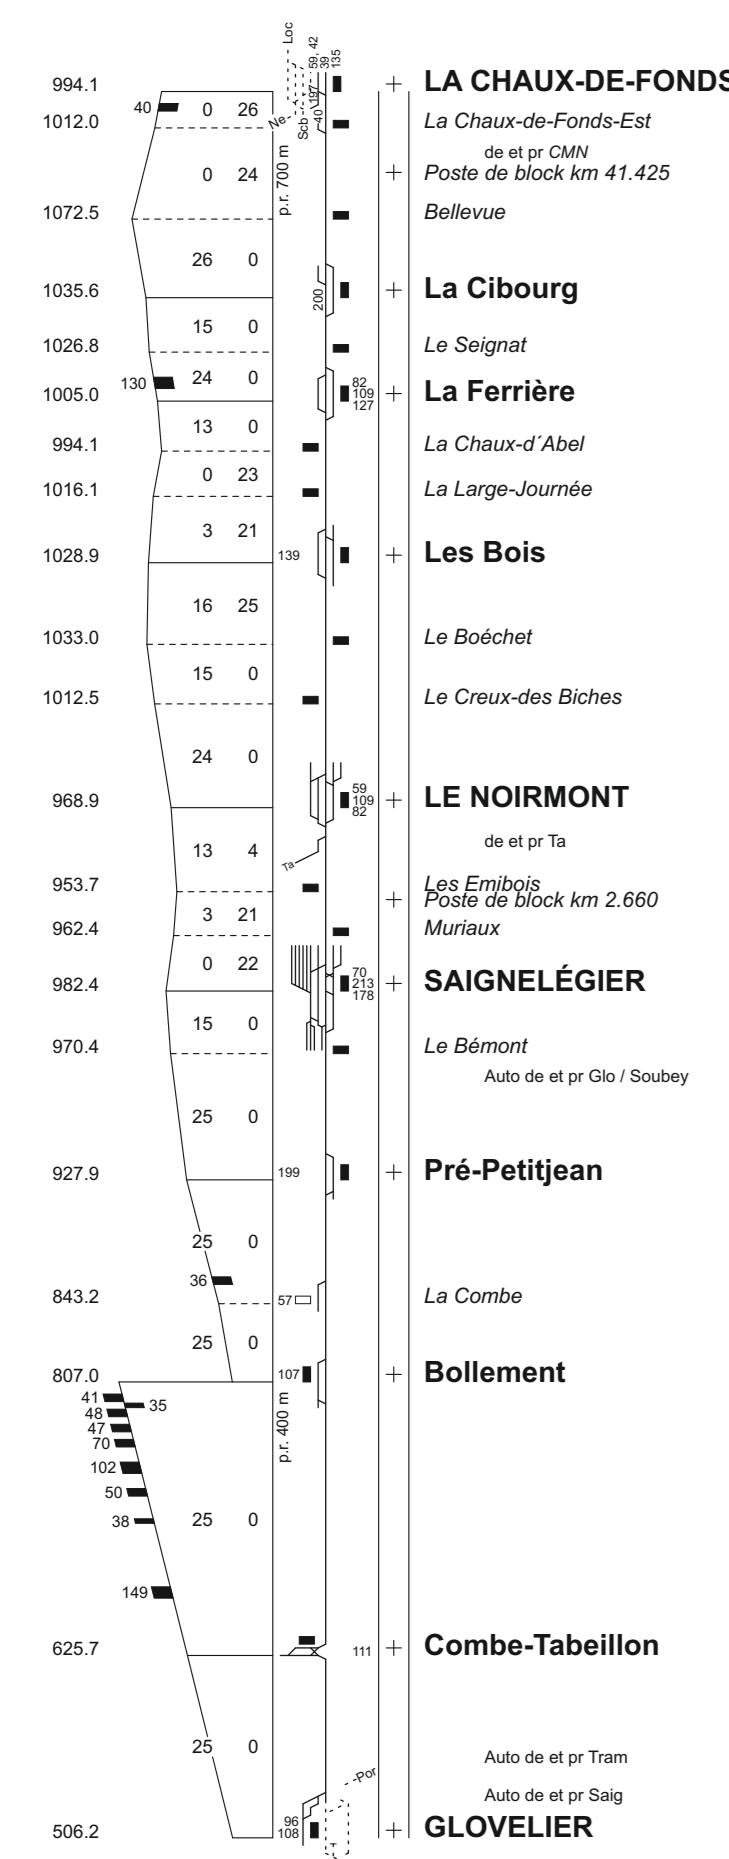 Loc
59, 42
39
135
994.1 + LA CHAUX-DE-FONDS
40 0 26 Ne Scb 197 40
1012.0 La Chaux-de-Fonds-Est
de et pr CMN
0 24 p.r. 700 m + Poste de block km 41.425
1072.5 Bellevue
26 0
1035.6 200 + La Cibourg
15 0
1026.8 Le Seignat
130 24 0 82
1005.0 109 + La Ferrière
127
13 0
994.1 La Chaux-d´Abel
0 23
1016.1 La Large-Journée
3 21
1028.9 139 + Les Bois
16 25
1033.0 Le Boéchet
15 0
1012.5 Le Creux-des Biches
24 0
59
968.9 109 + LE NOIRMONT
82
de et pr Ta
13 4
Ta
953.7 Les Emibois
+ Poste de block km 2.660
3 21
962.4 Muriaux
0 22 70
982.4 213 + SAIGNELÉGIER
178
15 0
970.4 Le Bémont
Auto de et pr Glo / Soubey
25 0
927.9 199 + Pré-Petitjean
25 0
36
843.2 57 La Combe
25 0
807.0 107 + Bollement
41
35
48
47
70
p.r. 400 m
102
50
38 25 0
149
625.7 111 + Combe-Tabeillon
25 0
Auto de et pr Tram
Por
Auto de et pr Saig
96
506.2 108 + GLOVELIER